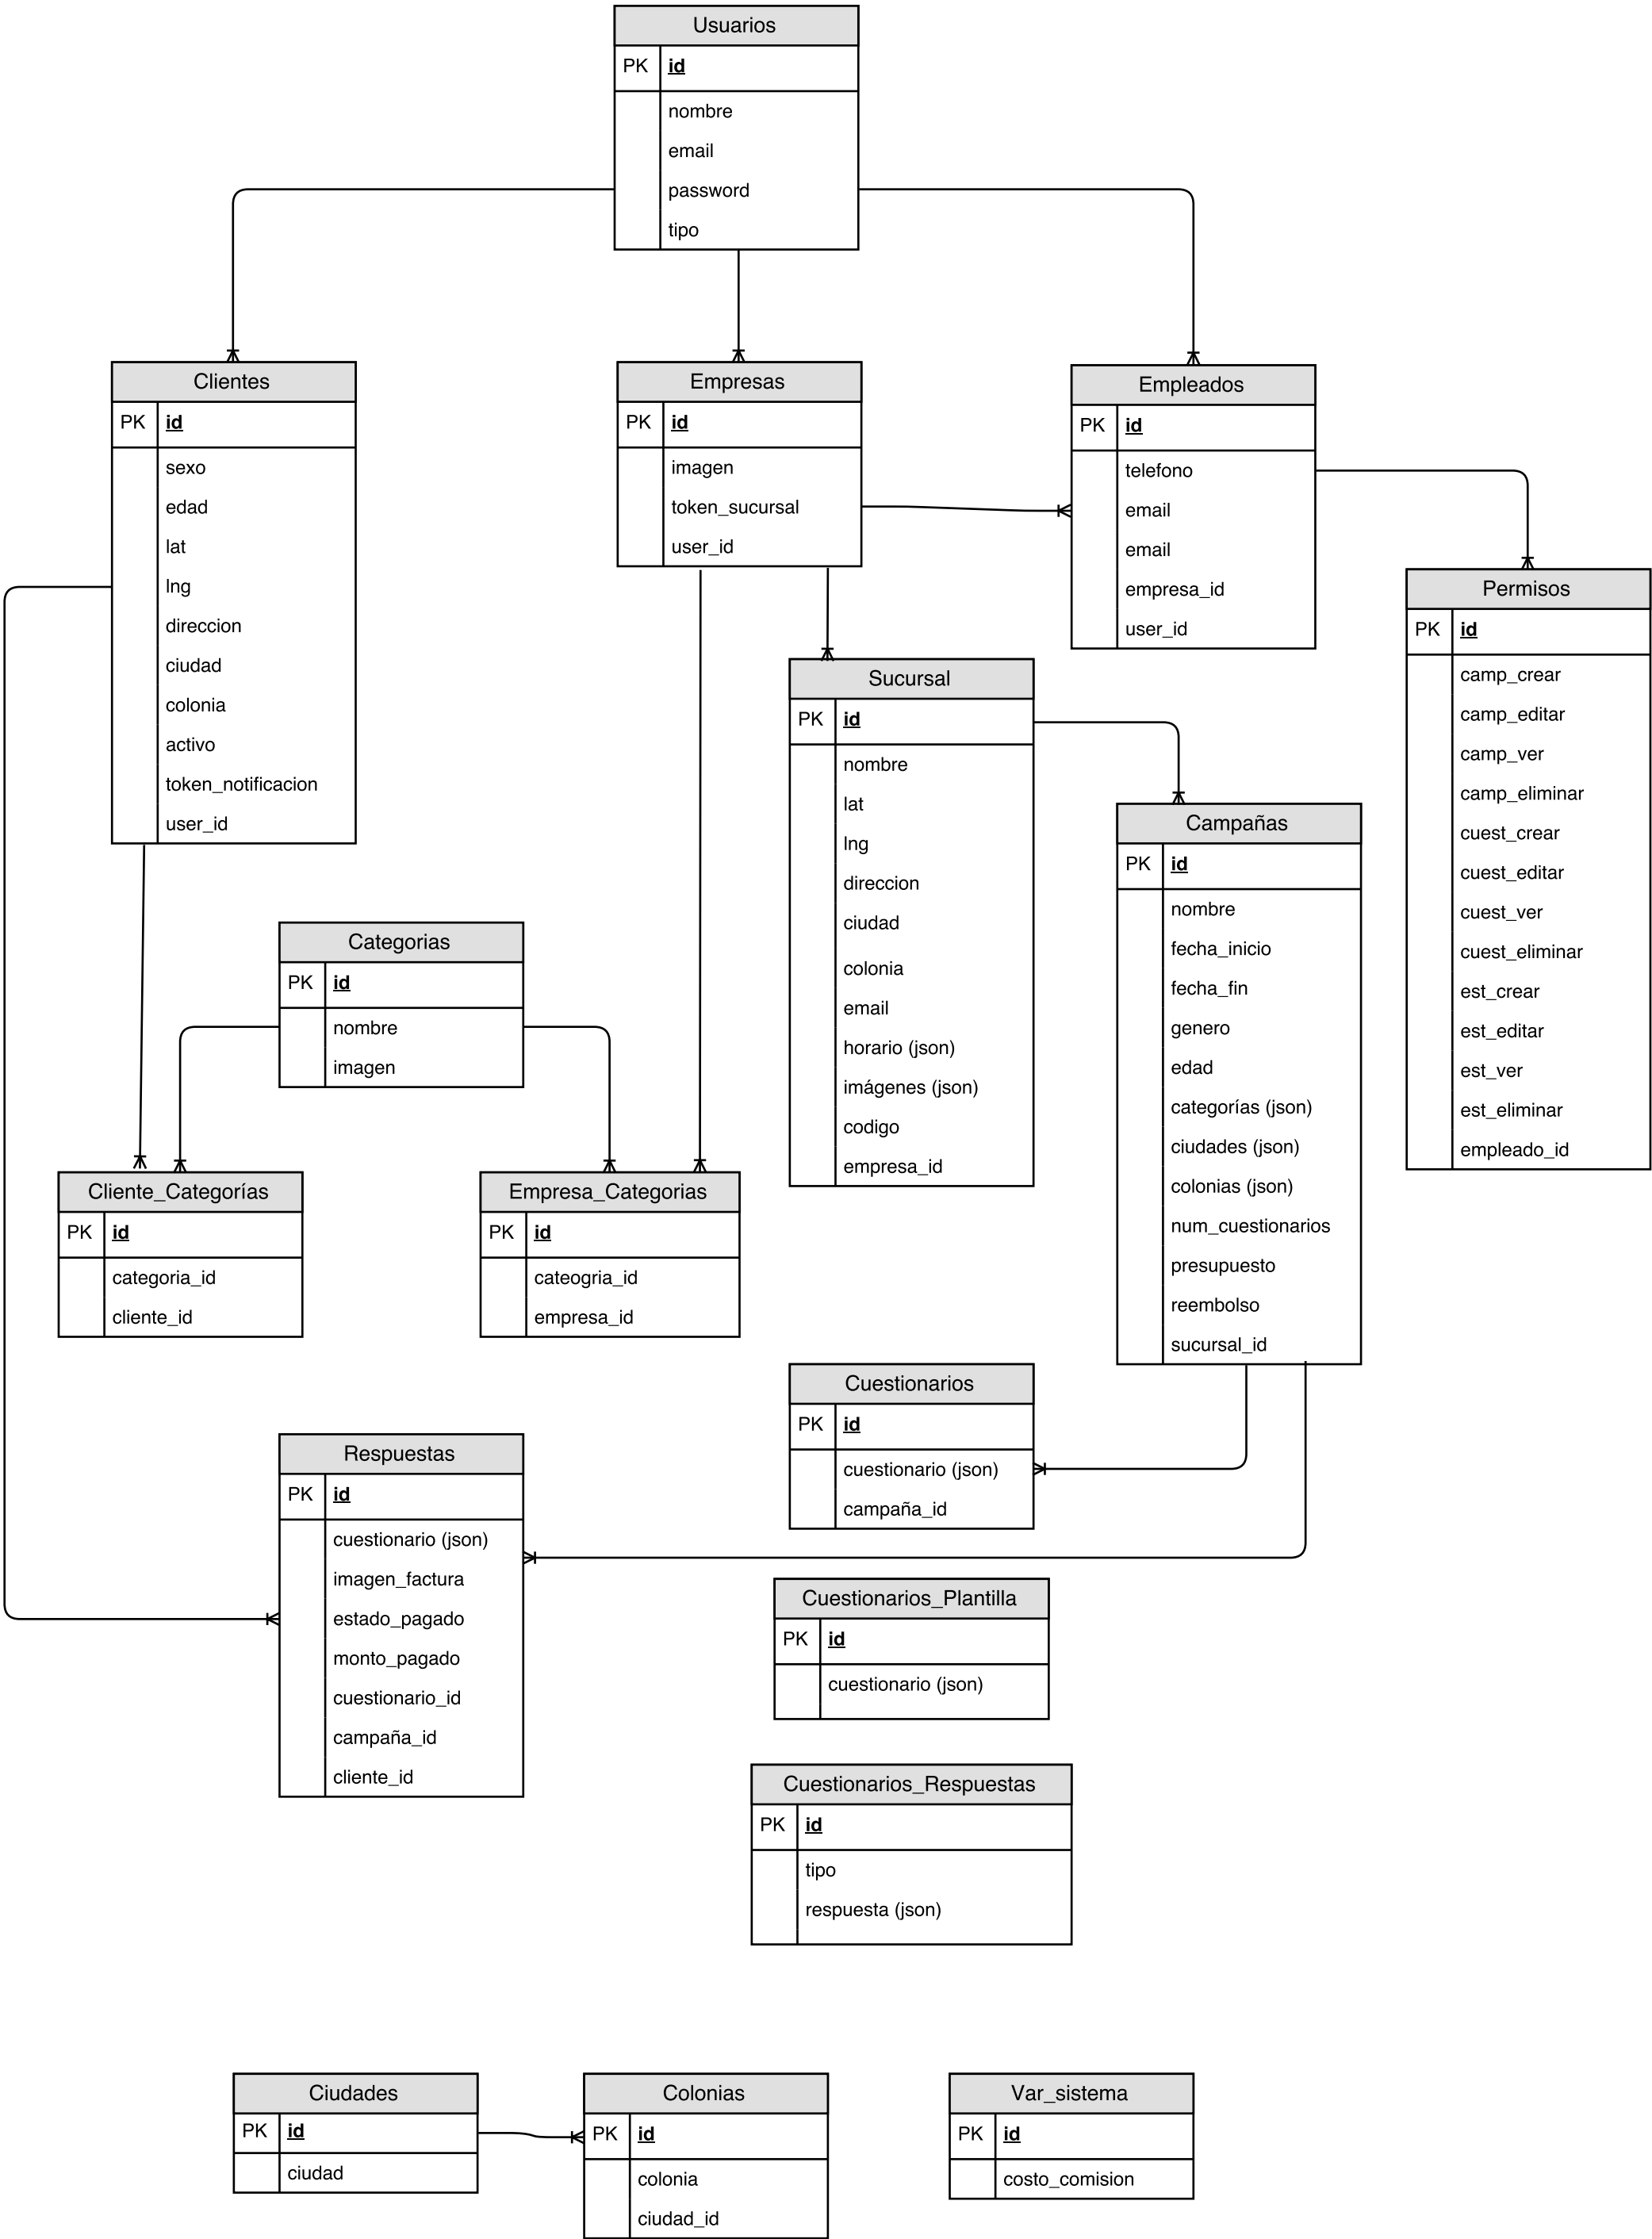 Usuarios
PK id
nombre
email
password
tipo
Clientes
PK id
sexo
edad
lat
lng
direccion
ciudad
colonia
activo
token_notificacion
user_id
Empresas
PK id
imagen
token_sucursal
user_id
Empleados
PK id
telefono
email
email
empresa_id
user_id
Permisos
PK id
camp_crear
camp_editar
camp_ver
camp_eliminar
cuest_crear
cuest_editar
cuest_ver
cuest_eliminar
est_crear
est_editar
est_ver
est_eliminar
empleado_id
Sucursal
PK id
nombre
lat
lng
direccion
ciudad
colonia
email
horario (json)
imágenes (json)
codigo
empresa_id
Campañas
PK id
nombre
fecha_inicio
fecha_fin
genero
edad
categorías (json)
ciudades (json)
colonias (json)
num_cuestionarios
presupuesto
reembolso
sucursal_id
Categorias
PK id
nombre
imagen
Cliente_Categorías
PK id
categoria_id
cliente_id
Empresa_Categorias
PK id
cateogria_id
empresa_id
Cuestionarios
PK id
cuestionario (json)
campaña_id
Respuestas
PK id
cuestionario (json)
imagen_factura
estado_pagado
monto_pagado
cuestionario_id
campaña_id
cliente_id
Cuestionarios_Plantilla
PK id
cuestionario (json)
Cuestionarios_Respuestas
PK id
tipo
respuesta (json)
Ciudades
PK id
ciudad
Colonias
PK id
colonia
ciudad_id
Var_sistema
PK id
costo_comision